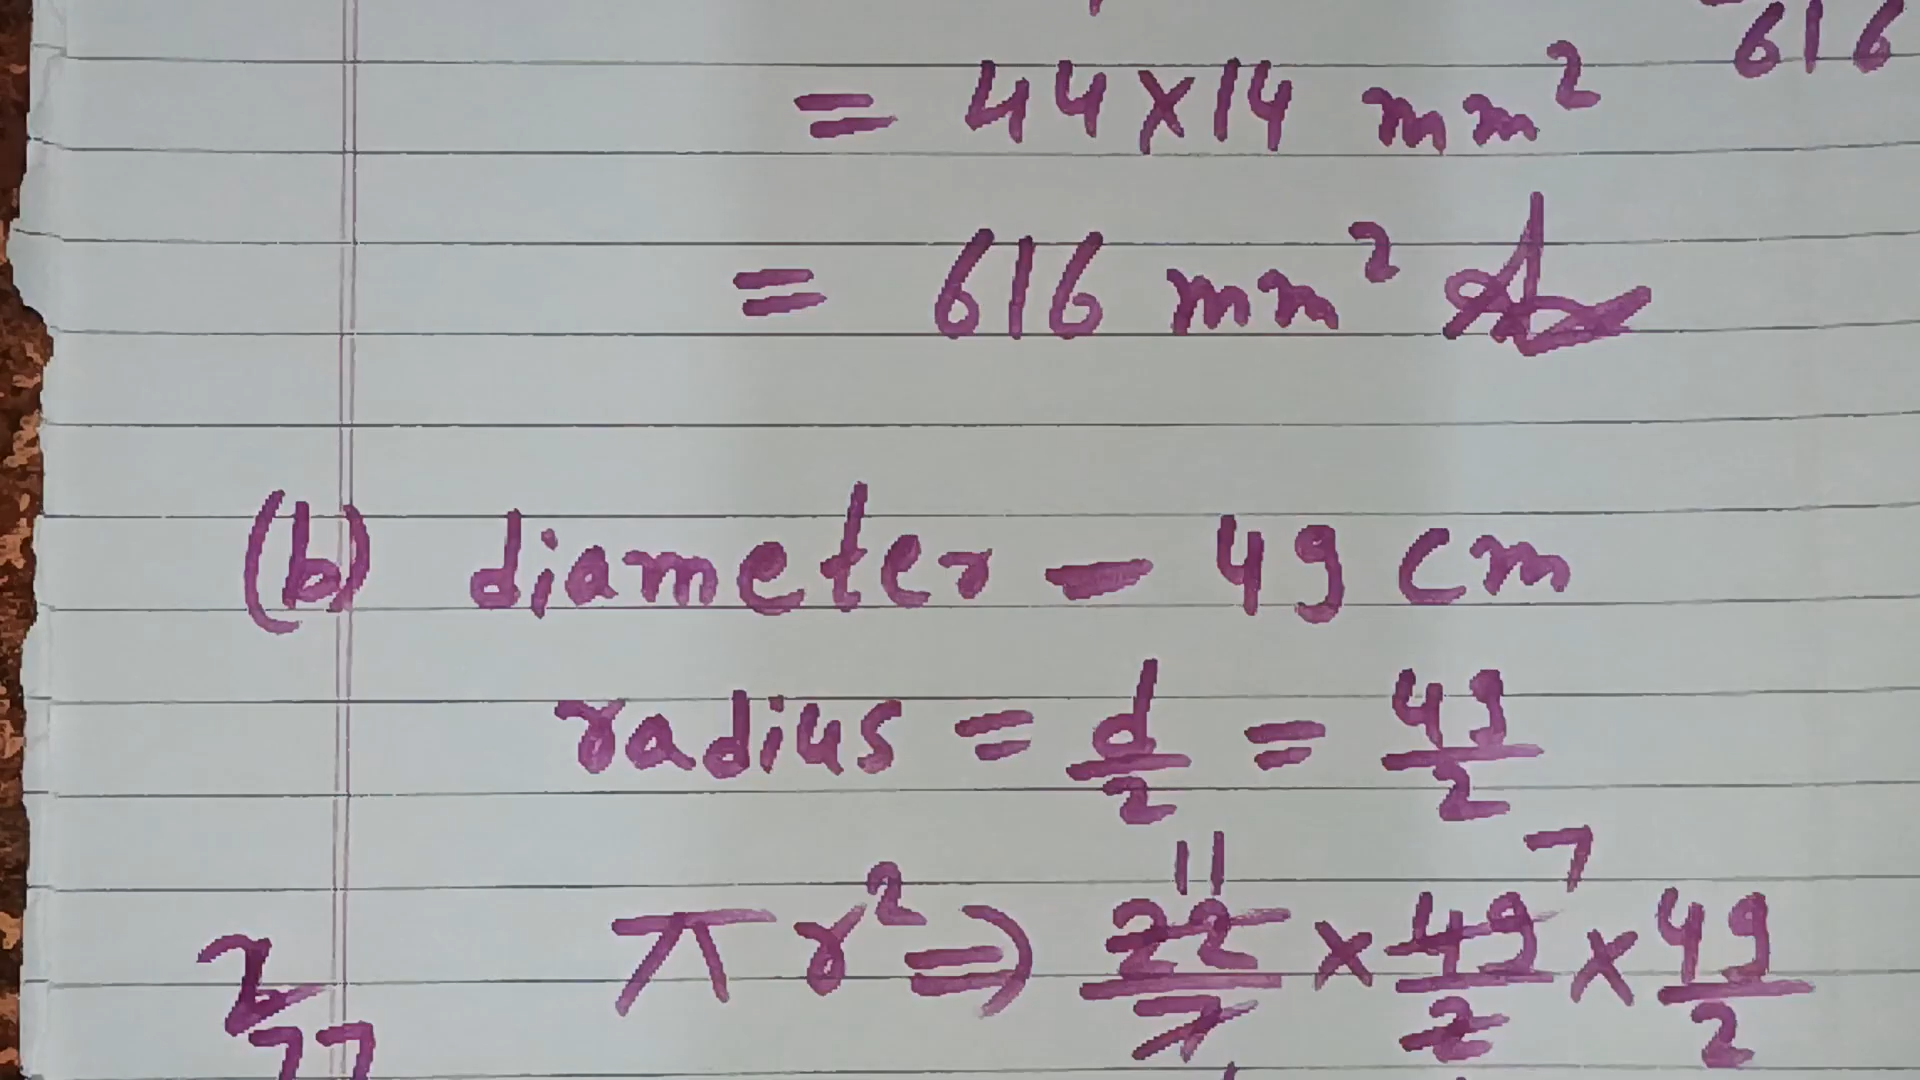 616
= 44×14 mm²
= 616 mm²
(b) diameter - 49 cm
radius = d/2 = 49/2
11 7
πr² ⇒ 22/7 × 49/2 × 49/2
77